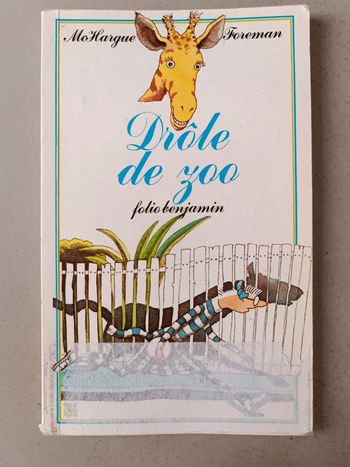 McHargue Foreman
Drôle
de zoo
folio benjamin